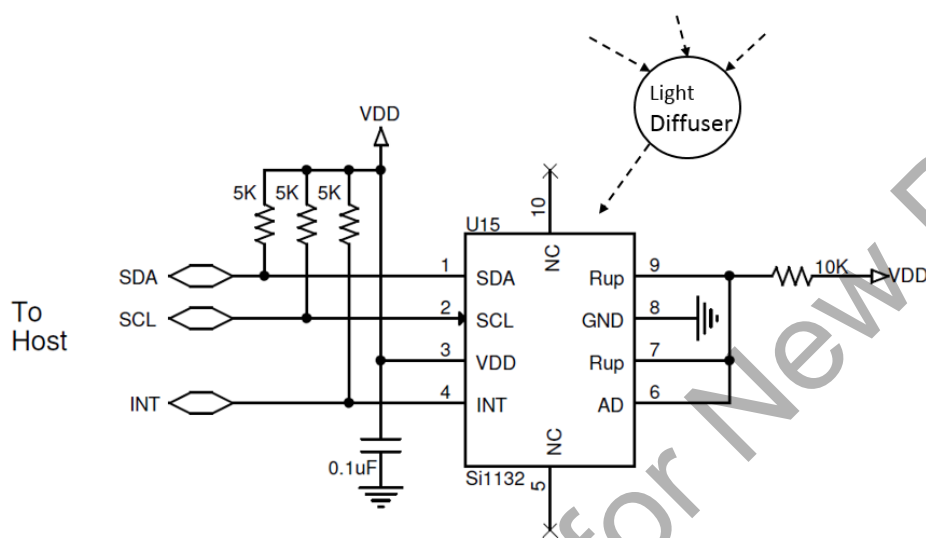 Light
Diffuser
VDD
5K 5K 5K
10
U15
NC
SDA
1
SDA
Rup
9
10K
VDD
To
Host
SCL
2
SCL
GND
8
3
VDD
Rup
7
INT
4
INT
AD
6
NC
0.1uF
Si1132
5
for New